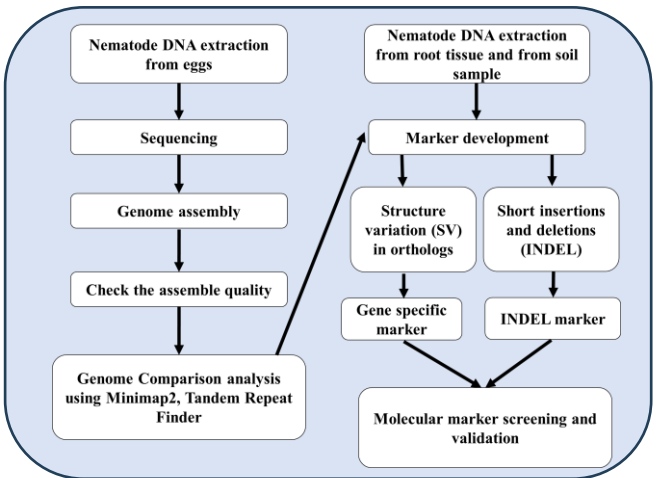 Nematode DNA extraction
from eggs
Sequencing
Genome assembly
Check the assemble quality
Genome Comparison analysis
using Minimap2, Tandem Repeat
Finder
Nematode DNA extraction
from root tissue and from soil
sample
Marker development
Structure
variation (SV)
in orthologs
Short insertions
and deletions
(INDEL)
Gene specific
marker
INDEL marker
Molecular marker screening and
validation